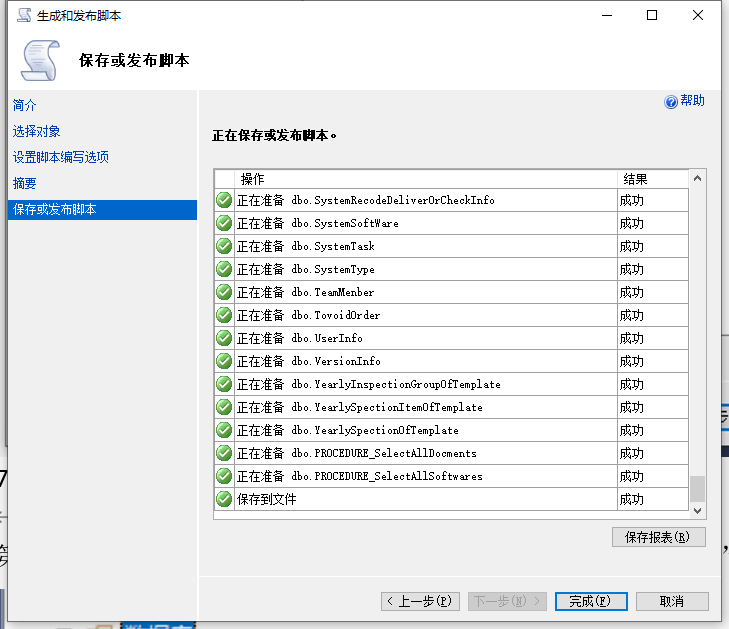 生成和发布脚本
保存或发布脚本
简介
选择对象
设置脚本编写选项
摘要
保存或发布脚本
帮助
正在保存或发布脚本。
操作 结果
正在准备 dbo.SystemRecodeDeliverOrCheckInfo 成功
正在准备 dbo.SystemSoftWare 成功
正在准备 dbo.SystemTask 成功
正在准备 dbo.SystemType 成功
正在准备 dbo.TeamMenber 成功
正在准备 dbo.TovoidOrder 成功
正在准备 dbo.UserInfo 成功
正在准备 dbo.VersionInfo 成功
正在准备 dbo.YearlyInspectionGroupOfTemplate 成功
正在准备 dbo.YearlySpectionItemOfTemplate 成功
正在准备 dbo.YearlySpectionOfTemplate 成功
正在准备 dbo.PROCEDURE_SelectAllDocments 成功
正在准备 dbo.PROCEDURE_SelectAllSoftwares 成功
保存到文件 成功
保存报表(R)
< 上一步(P) 下一步(N) > 完成(F) 取消